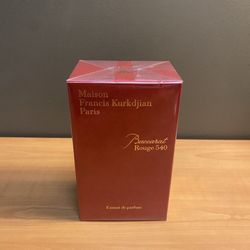 Maison
Francis Kurkdjian
Paris
Baccarat
Rouge 540
Extrait de parfum